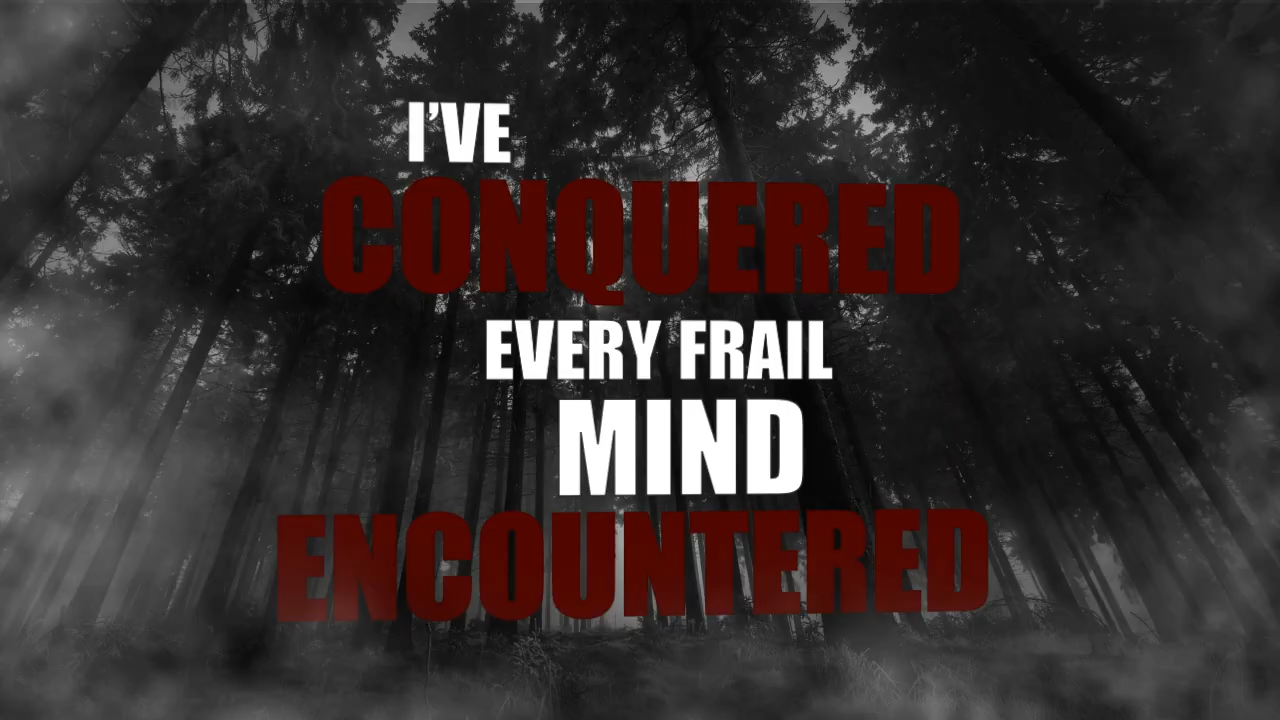 I’VE
CONQUERED
EVERY FRAIL
MIND
ENCOUNTERED